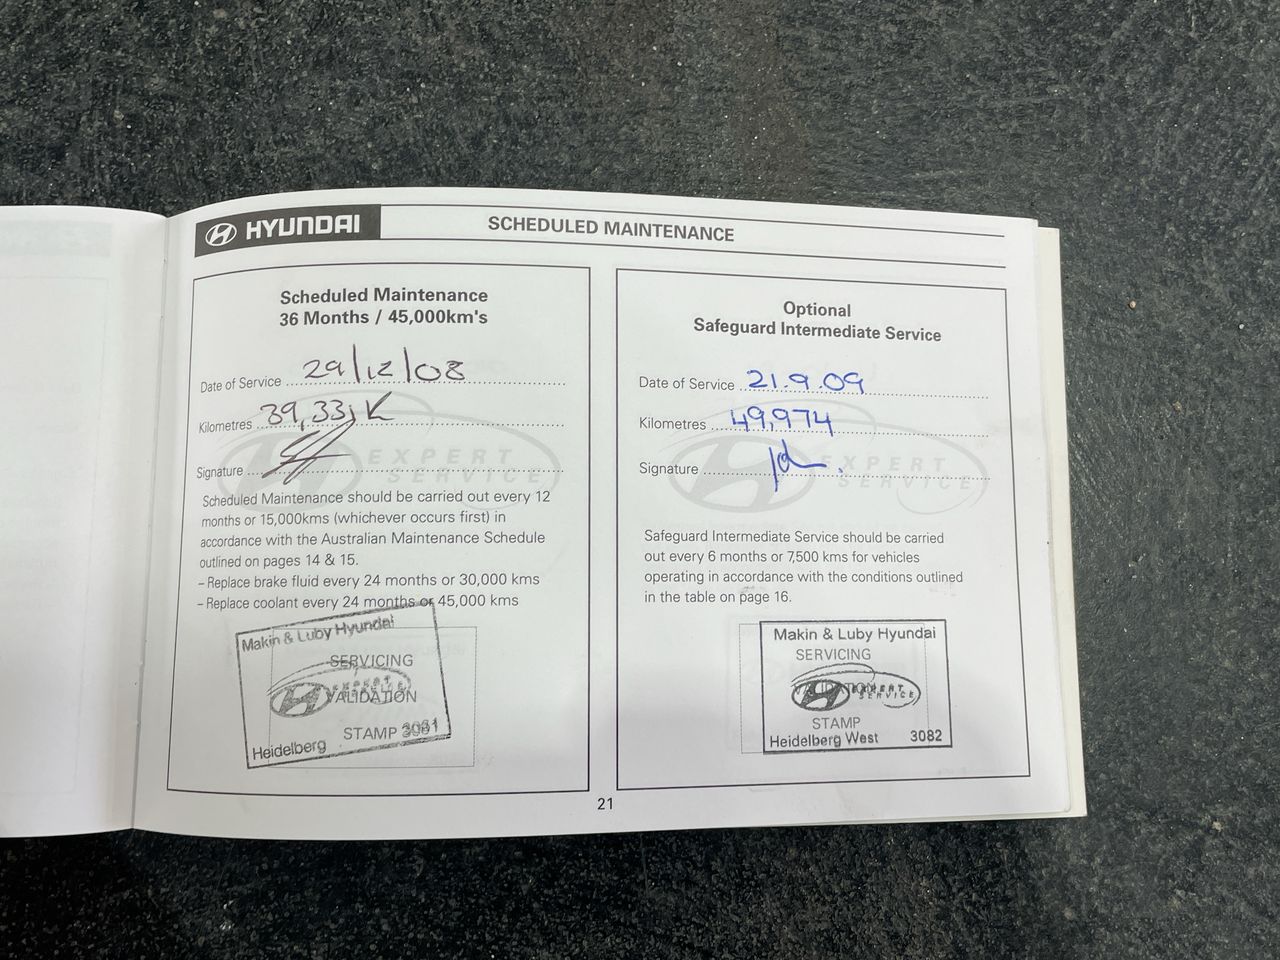 HYUNDAI
SCHEDULED MAINTENANCE
Scheduled Maintenance
36 Months / 45,000km's
Date of Service 29/12/08
Kilometres
Signature
EXPERT
SERVICE
Scheduled Maintenance should be carried out every 12
months or 15,000kms (whichever occurs first) in
accordance with the Australian Maintenance Schedule
outlined on pages 14 & 15.
– Replace brake fluid every 24 months or 30,000 kms
– Replace coolant every 24 months or 45,000 kms
Makin & Luby Hyundai
SERVICING
EXPERT
SERVICE
VALIDATION
STAMP 3081
Heidelberg
Optional
Safeguard Intermediate Service
Date of Service 21.9.09
Kilometres 49,974
Signature
EXPERT
SERVICE
Safeguard Intermediate Service should be carried
out every 6 months or 7,500 kms for vehicles
operating in accordance with the conditions outlined
in the table on page 16.
Makin & Luby Hyundai
SERVICING
VALIDATION
EXPERT
SERVICE
STAMP
Heidelberg West 3082
21